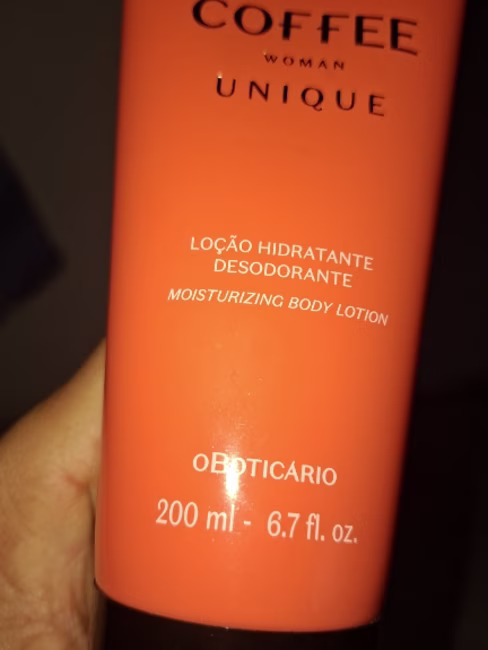 COFFEE
WOMAN
UNIQUE
LOÇÃO HIDRATANTE
DESODORANTE
MOISTURIZING BODY LOTION
oBOTICÁRIO
200 ml - 6.7 fl. oz.